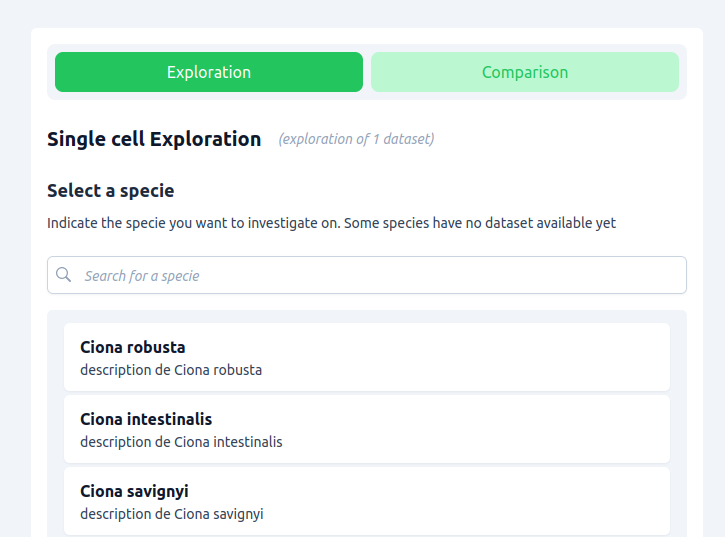 Exploration
Comparison
Single cell Exploration (exploration of 1 dataset)
Select a specie
Indicate the specie you want to investigate on. Some species have no dataset available yet
Search for a specie
Ciona robusta
description de Ciona robusta
Ciona intestinalis
description de Ciona intestinalis
Ciona savignyi
description de Ciona savignyi